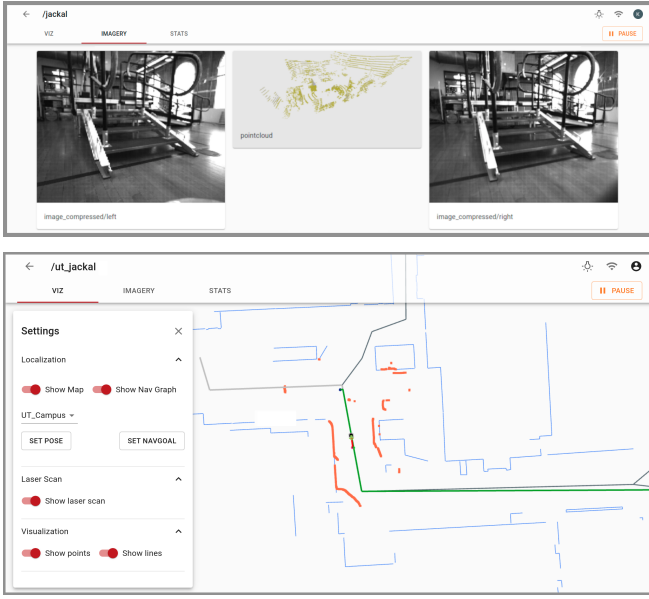 /jackal
VIZ IMAGERY STATS
PAUSE
pointcloud
image_compressed/left
image_compressed/right
/ut_jackal
VIZ IMAGERY STATS
PAUSE
Settings
Localization
Show Map Show Nav Graph
UT_Campus
SET POSE SET NAVGOAL
Laser Scan
Show laser scan
Visualization
Show points Show lines